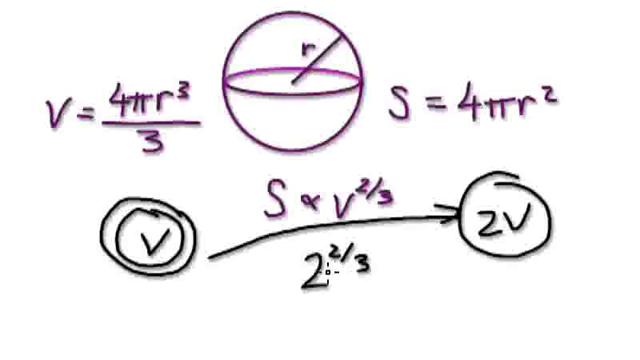 r
V = 4πr³/3
S = 4πr²
S ∝ V^2/3
V
2V
2^2/3